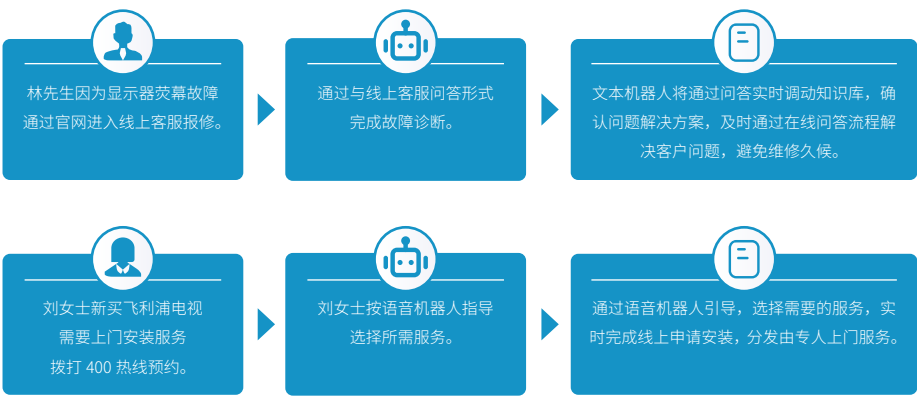 林先生因为显示器荧幕故障
通过官网进入线上客服报修。
通过与线上客服问答形式
完成故障诊断。
文本机器人将通过问答实时调动知识库，确
认问题解决方案，及时通过在线问答流程解
决客户问题，避免维修久候。
刘女士新买飞利浦电视
需要上门安装服务
拨打 400 热线预约。
刘女士按语音机器人指导
选择所需服务。
通过语音机器人引导，选择需要的服务，实
时完成线上申请安装，分发由专人上门服务。